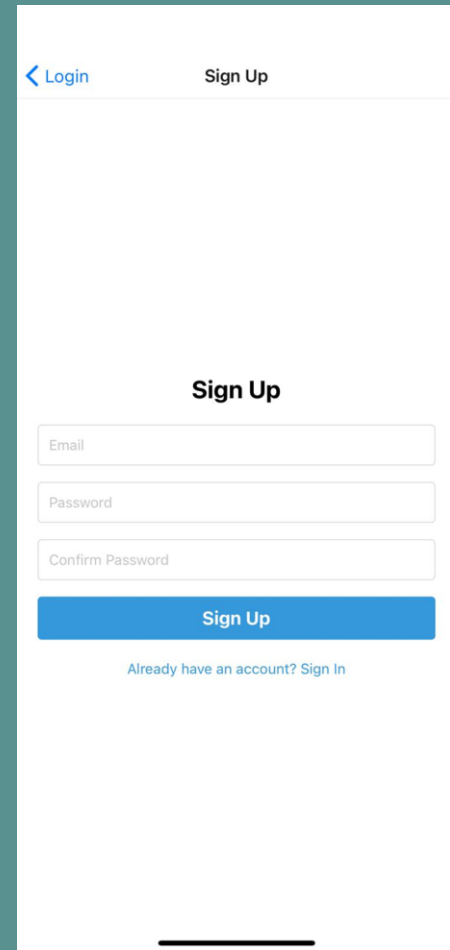 Login
Sign Up
Sign Up
Email
Password
Confirm Password
Sign Up
Already have an account? Sign In